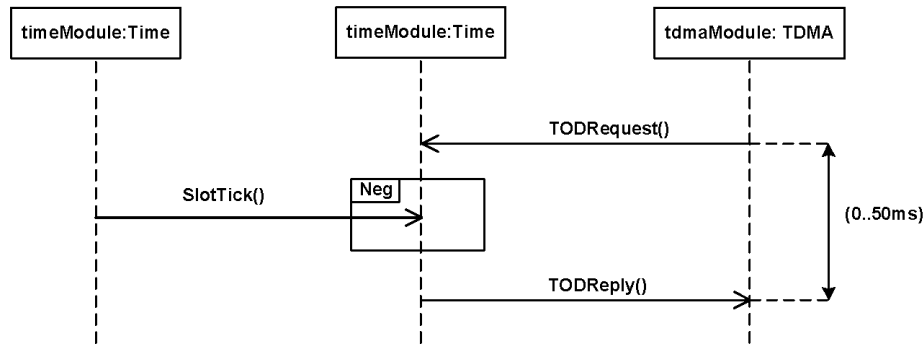 timeModule:Time
timeModule:Time
tdmaModule: TDMA
TODRequest()
Neg
SlotTick()
(0..50ms)
TODReply()